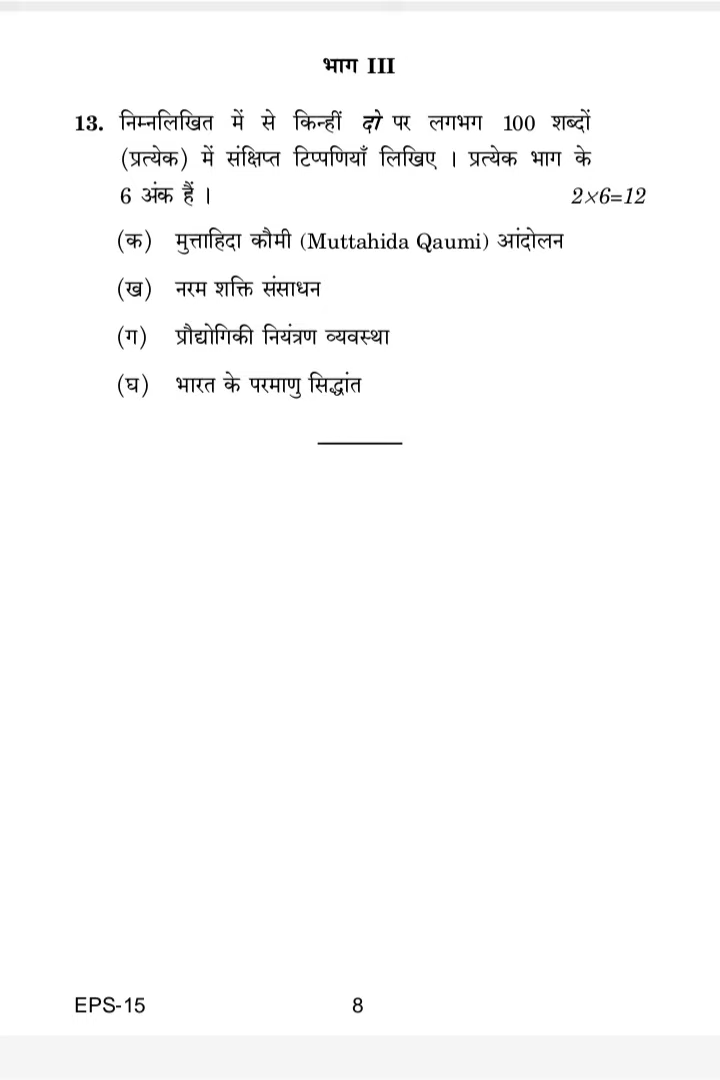 भाग III
13. निम्नलिखित में से किन्हीं दो पर लगभग 100 शब्दों
(प्रत्येक) में संक्षिप्त टिप्पणियाँ लिखिए । प्रत्येक भाग के
6 अंक हैं । 2×6=12
(क) मुत्ताहिदा कौमी (Muttahida Qaumi) आंदोलन
(ख) नरम शक्ति संसाधन
(ग) प्रौद्योगिकी नियंत्रण व्यवस्था
(घ) भारत के परमाणु सिद्धांत
EPS-15 8